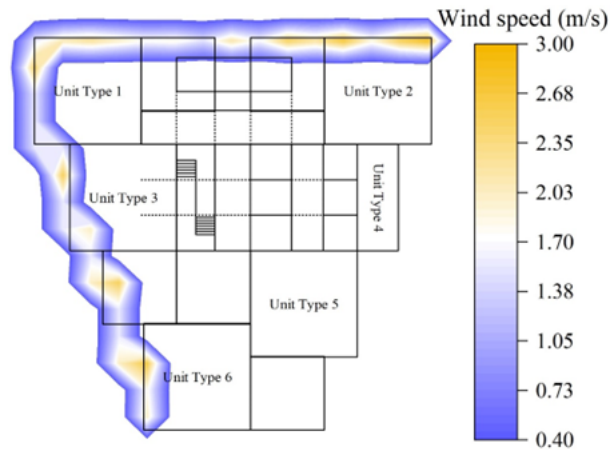 Wind speed (m/s)
3.00
2.68
2.35
2.03
1.70
1.38
1.05
0.73
0.40
Unit Type 1
Unit Type 2
Unit Type 3
Unit Type 4
Unit Type 5
Unit Type 6